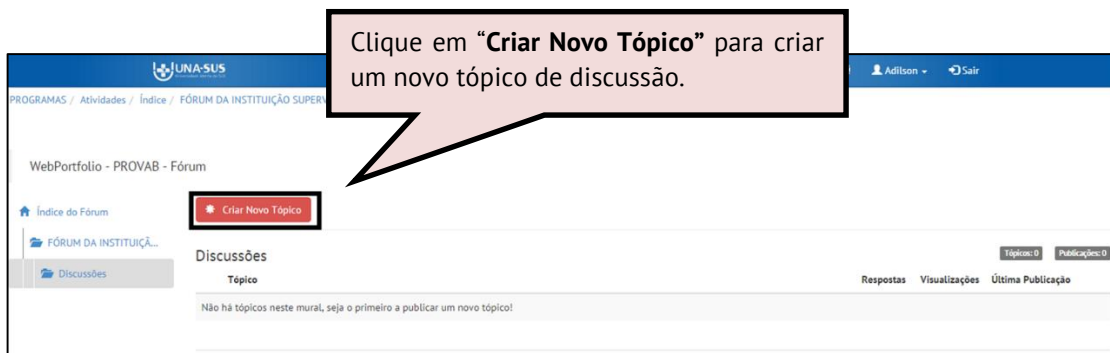 Clique em “Criar Novo Tópico” para criar
um novo tópico de discussão.
UNA-SUS
Adilson
Sair
PROGRAMAS / Atividades / Índice / FÓRUM DA INSTITUIÇÃO SUPERV
WebPortfolio - PROVAB - Fórum
Índice do Fórum
Criar Novo Tópico
FÓRUM DA INSTITUIÇÃ...
Discussões
Discussões
Tópicos: 0
Publicações: 0
Tópico
Respostas
Visualizações
Última Publicação
Não há tópicos neste mural, seja o primeiro a publicar um novo tópico!